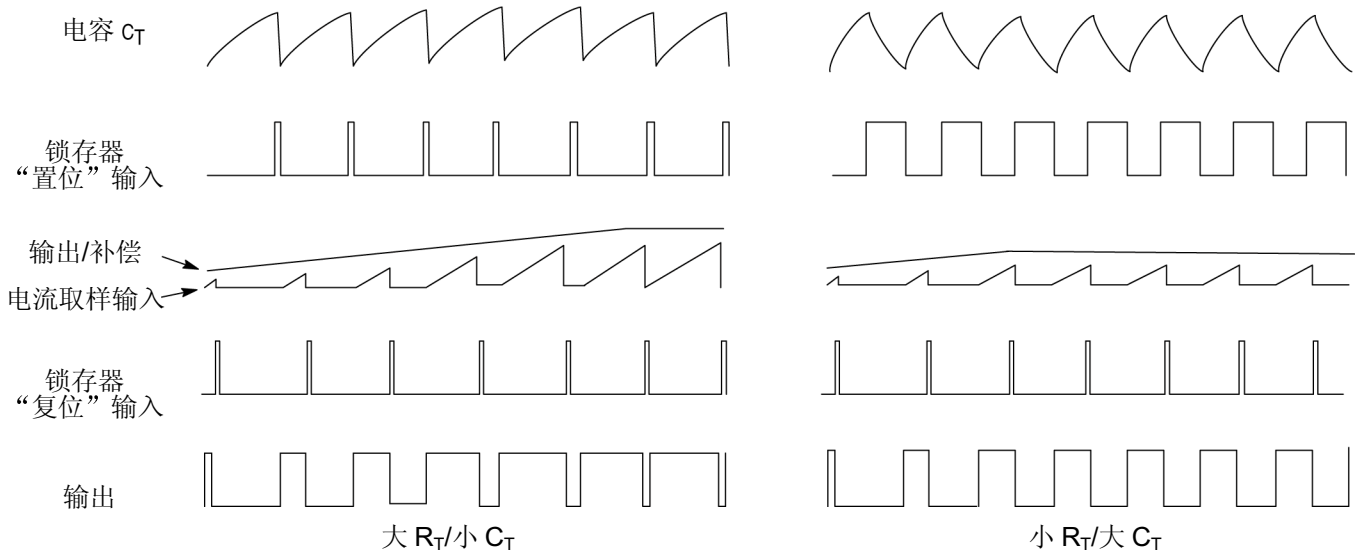 电容 CT
锁存器
“置位”输入
输出/补偿
电流取样输入
锁存器
“复位”输入
输出
大 RT/小 CT
小 RT/大 CT